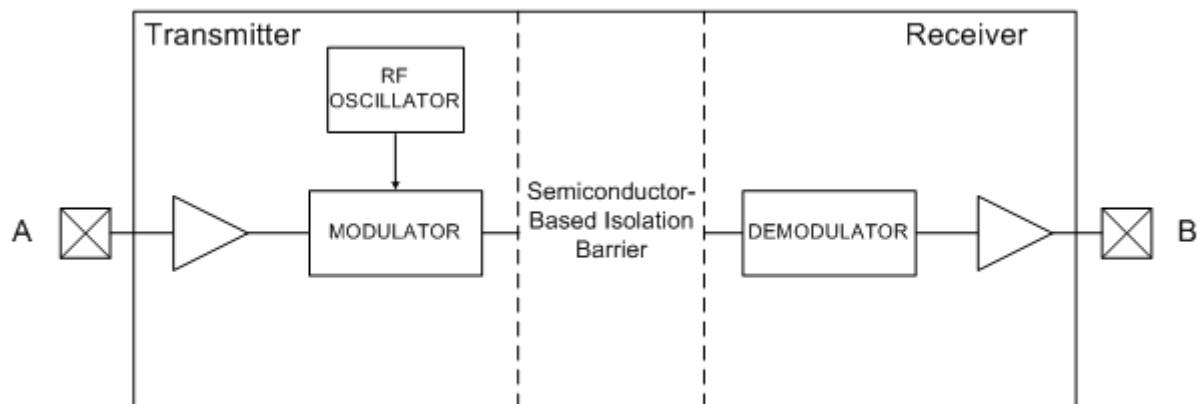 Transmitter
Receiver
RF
OSCILLATOR
A
MODULATOR
Semiconductor-
Based Isolation
Barrier
DEMODULATOR
B